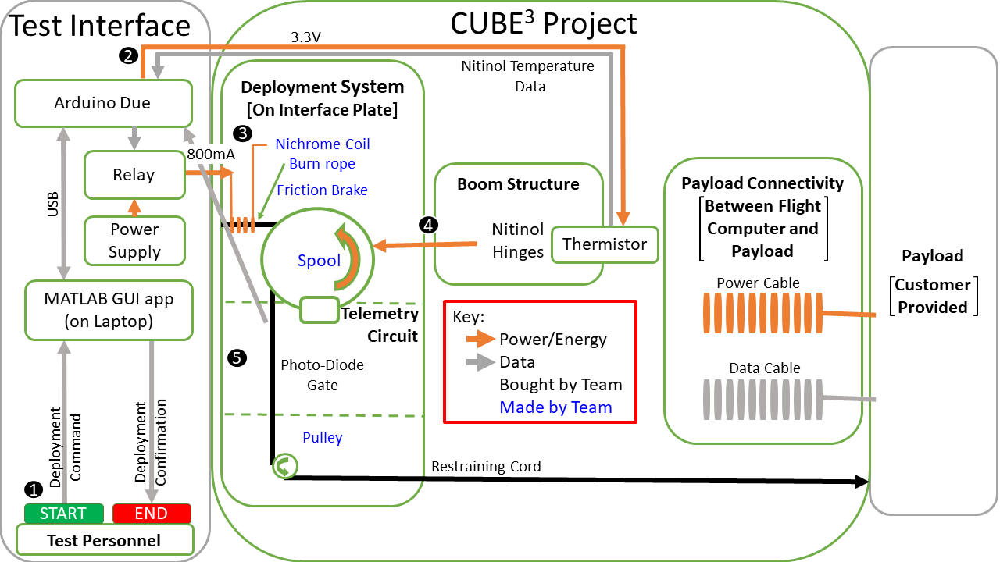 Test Interface
CUBE³ Project
3.3V
2
Nitinol Temperature
Data
Arduino Due
Deployment System
[On Interface Plate]
3
Nichrome Coil
Burn-rope
Friction Brake
800mA
Relay
USB
Power
Supply
Boom Structure
4
Nitinol
Hinges
Thermistor
Payload Connectivity
[Between Flight
Computer and
Payload]
Power Cable
Data Cable
Payload
[Customer
Provided]
Spool
MATLAB GUI app
(on Laptop)
Telemetry
Circuit
5
Photo-Diode
Gate
Key:
Power/Energy
Data
Bought by Team
Made by Team
Pulley
Restraining Cord
Deployment
Command
Deployment
Confirmation
1
START
END
Test Personnel